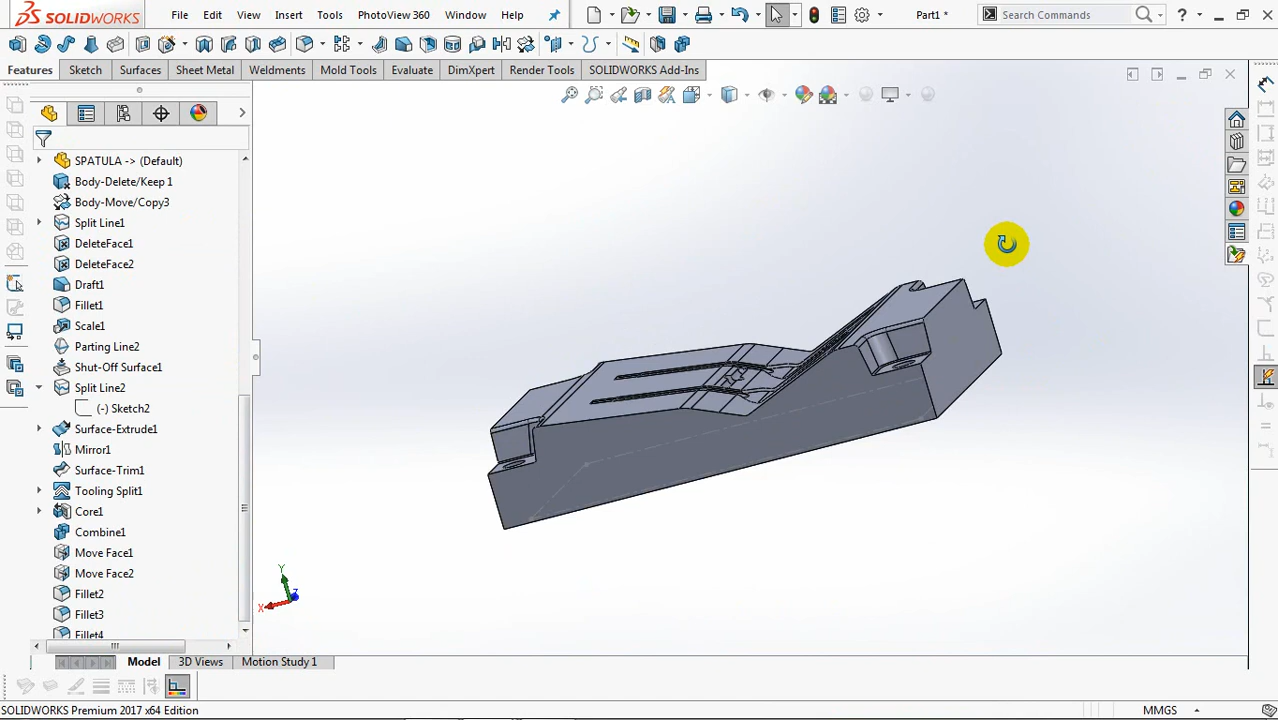 SOLIDWORKS File Edit View Insert Tools PhotoView 360 Window Help Part1 * Search Commands ?
Features Sketch Surfaces Sheet Metal Weldments Mold Tools Evaluate DimXpert Render Tools SOLIDWORKS Add-Ins
SPATULA -> (Default)
Body-Delete/Keep 1
Body-Move/Copy3
Split Line1
DeleteFace1
DeleteFace2
Draft1
Fillet1
Scale1
Parting Line2
Shut-Off Surface1
Split Line2
(-) Sketch2
Surface-Extrude1
Mirror1
Surface-Trim1
Tooling Split1
Core1
Combine1
Move Face1
Move Face2
Fillet2
Fillet3
Fillet4
Y
X
Z
Model 3D Views Motion Study 1
SOLIDWORKS Premium 2017 x64 Edition MMGS